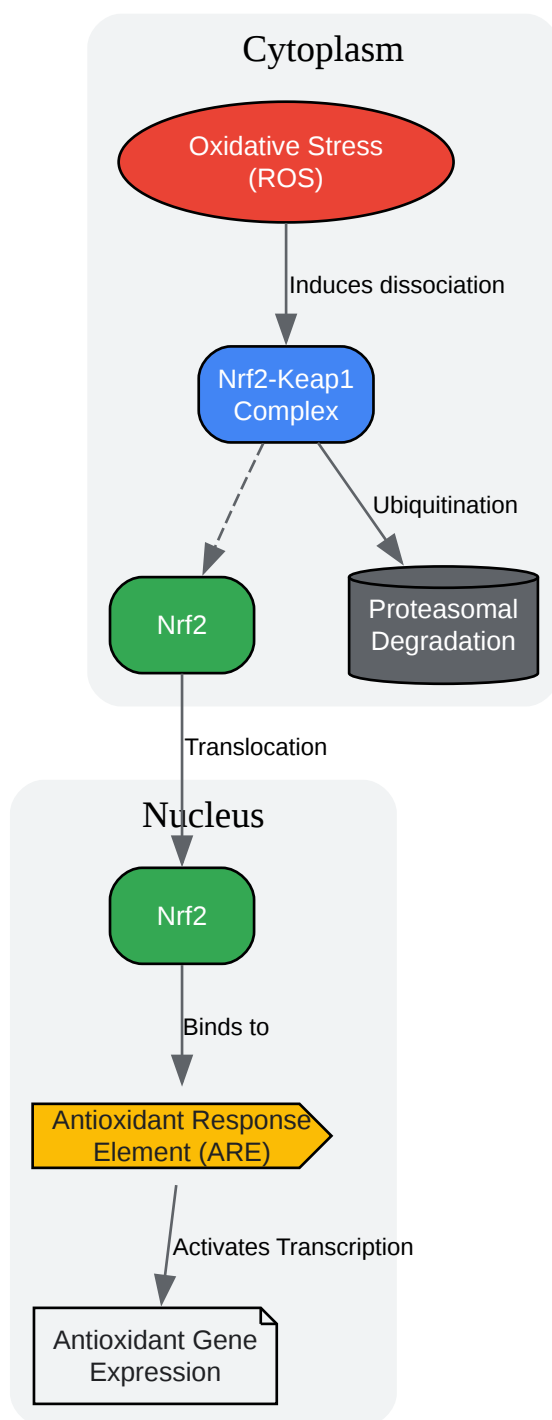 Cytoplasm
Oxidative Stress
(ROS)
Induces dissociation
Nrf2-Keap1
Complex
Ubiquitination
Nrf2
Proteasomal
Degradation
Translocation
Nucleus
Nrf2
Binds to
Antioxidant Response
Element (ARE)
Activates Transcription
Antioxidant Gene
Expression